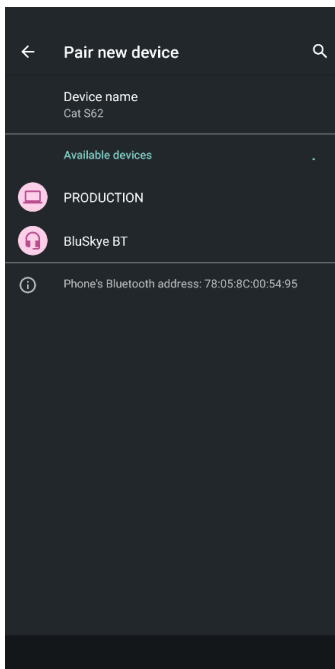 Pair new device
Device name
Cat S62
Available devices
PRODUCTION
BluSkye BT
Phone's Bluetooth address: 78:05:8C:00:54:95